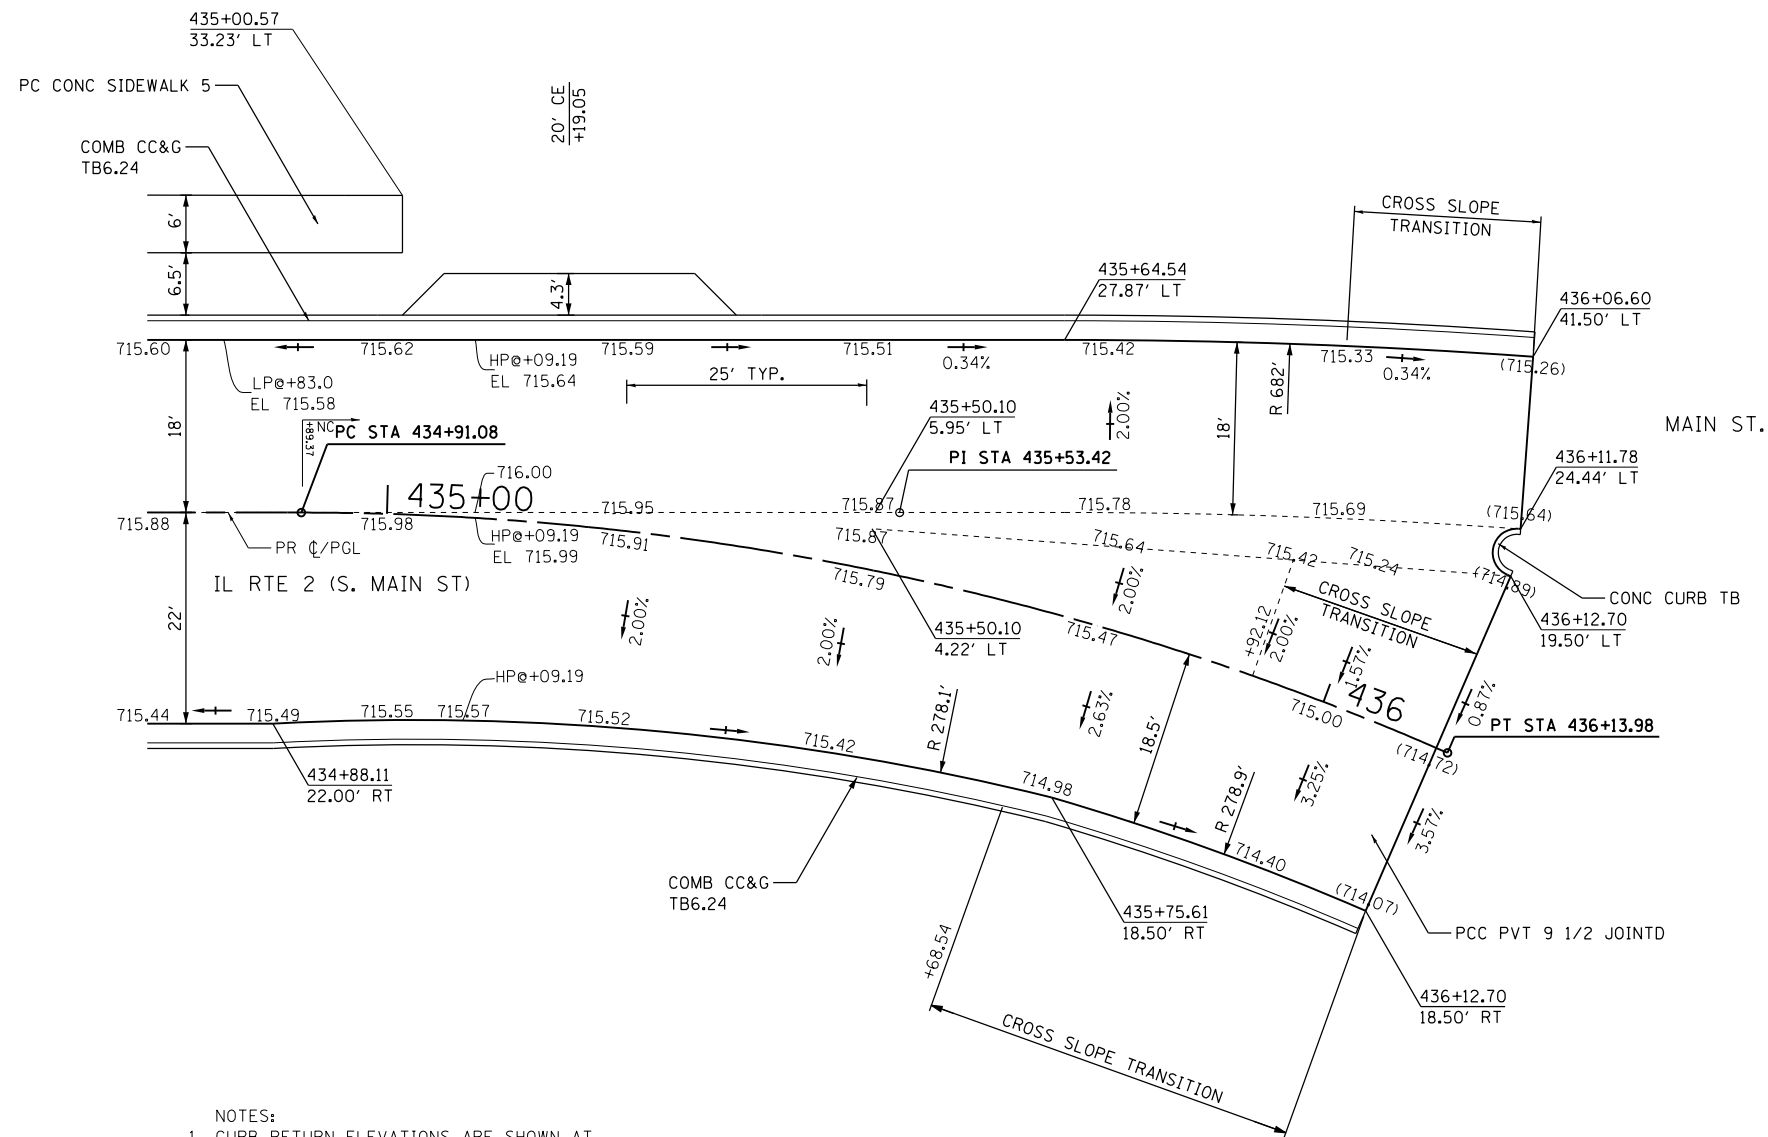 435+00.57
33.23' LT
PC CONC SIDEWALK 5
COMB CC&G
TB6.24
20' CE
+19.05
6'
6.5'
4.3'
CROSS SLOPE
TRANSITION
435+64.54
27.87' LT
436+06.60
41.50' LT
715.60
715.62
715.59
715.51
715.42
715.33
(715.26)
0.34%
0.34%
HP@+09.19
EL 715.64
LP@+83.0
EL 715.58
25' TYP.
R 682'
18'
18'
2.00%
+89.37
NC
PC STA 434+91.08
435+50.10
5.95' LT
PI STA 435+53.42
MAIN ST.
436+11.78
24.44' LT
716.00
435+00
715.88
715.98
715.95
715.87
715.78
715.69
(715.64)
HP@+09.19
EL 715.99
715.91
715.87
715.64
715.42
715.24
(714.89)
PR ℄/PGL
IL RTE 2 (S. MAIN ST)
715.79
715.47
CROSS SLOPE
TRANSITION
CONC CURB TB
436+12.70
19.50' LT
22'
2.00%
2.00%
2.00%
435+50.10
4.22' LT
+92.12
2.00%
1.57%
0.87%
436
715.00
PT STA 436+13.98
(714.72)
HP@+09.19
715.44
715.49
715.55
715.57
715.52
715.42
R 278.1'
2.63%
18.5'
3.25%
3.57%
434+88.11
22.00' RT
714.98
R 278.9'
714.40
(714.07)
COMB CC&G
TB6.24
435+75.61
18.50' RT
PCC PVT 9 1/2 JOINTD
+68.54
436+12.70
18.50' RT
CROSS SLOPE TRANSITION
NOTES:
1. CURB RETURN ELEVATIONS ARE SHOWN AT